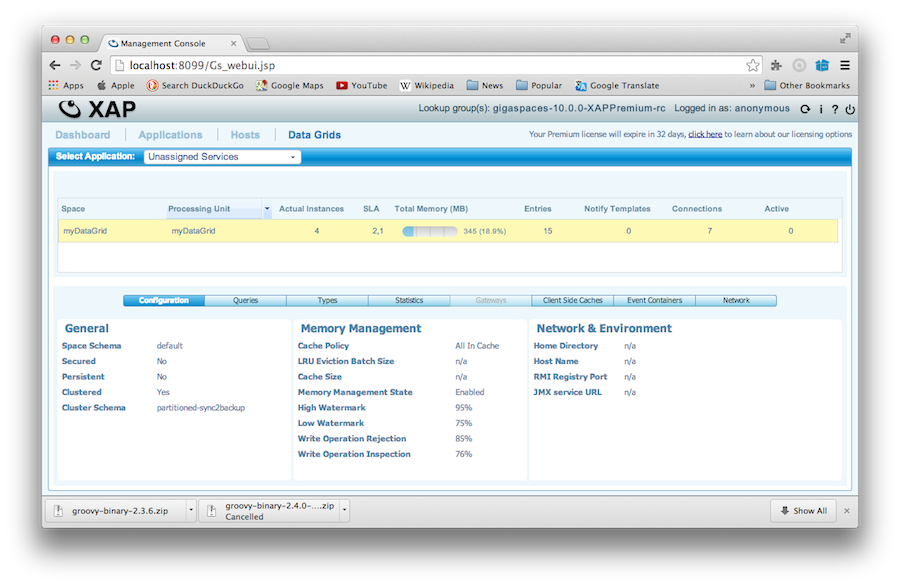 Management Console
localhost:8099/Gs_webui.jsp
Apps Apple Search DuckDuckGo Google Maps YouTube Wikipedia News Popular Google Translate » Other Bookmarks
XAP Lookup group(s): gigaspaces-10.0.0-XAPPremium-rc Logged in as: anonymous
Dashboard Applications Hosts Data Grids Your Premium license will expire in 32 days, click here to learn about our licensing options
Select Application: Unassigned Services
Space Processing Unit Actual Instances SLA Total Memory (MB) Entries Notify Templates Connections Active
myDataGrid myDataGrid 4 2,1 345 (18.9%) 15 0 7 0
Configuration Queries Types Statistics Gateways Client Side Caches Event Containers Network
General Memory Management Network & Environment
Space Schema default Cache Policy All In Cache Home Directory n/a
Secured No LRU Eviction Batch Size n/a Host Name n/a
Persistent No Cache Size n/a RMI Registry Port n/a
Clustered Yes Memory Management State Enabled JMX service URL n/a
Cluster Schema partitioned-sync2backup High Watermark 95%
Low Watermark 75%
Write Operation Rejection 85%
Write Operation Inspection 76%
groovy-binary-2.3.6.zip groovy-binary-2.4.0-....zip Show All
Cancelled